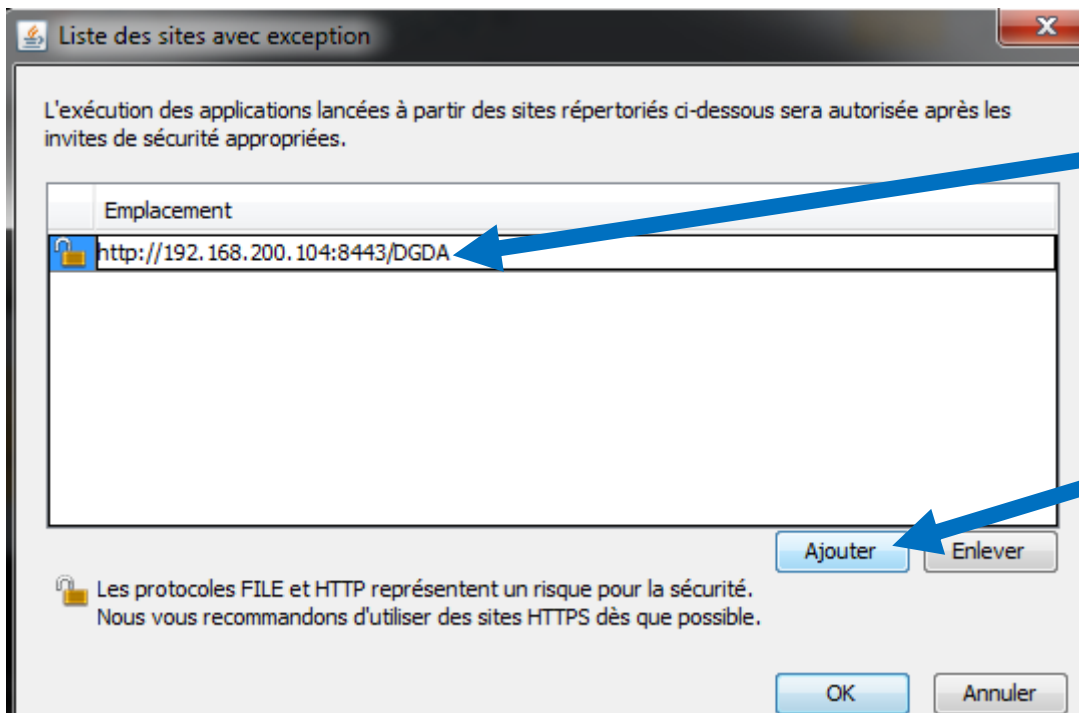 Liste des sites avec exception
L'exécution des applications lancées à partir des sites répertoriés ci-dessous sera autorisée après les
invites de sécurité appropriées.
Emplacement
http://192.168.200.104:8443/DGDA
Ajouter
Enlever
Les protocoles FILE et HTTP représentent un risque pour la sécurité.
Nous vous recommandons d'utiliser des sites HTTPS dès que possible.
OK
Annuler